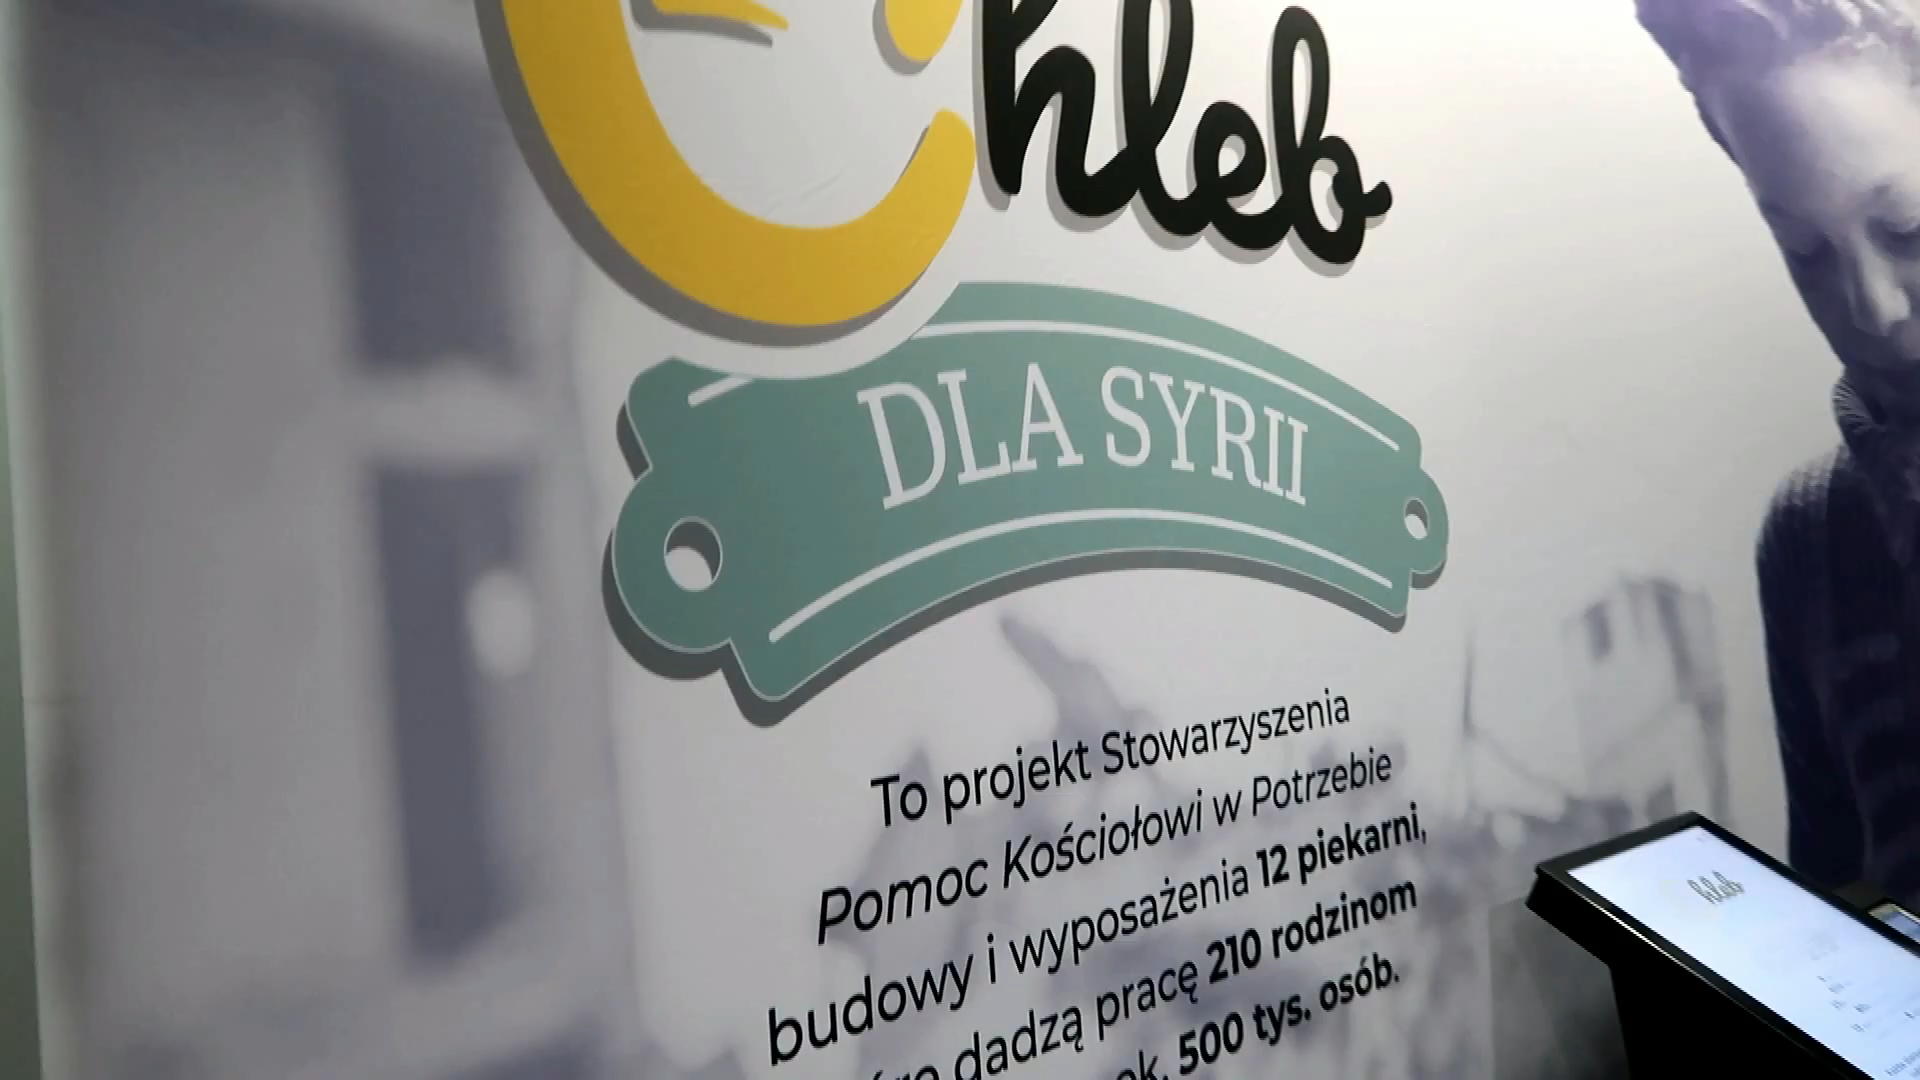 Chleb
DLA SYRII
To projekt Stowarzyszenia
Pomoc Kościołowi w Potrzebie
budowy i wyposażenia 12 piekarni,
dadzą pracę 210 rodzinom
500 tys. osób.
hleb